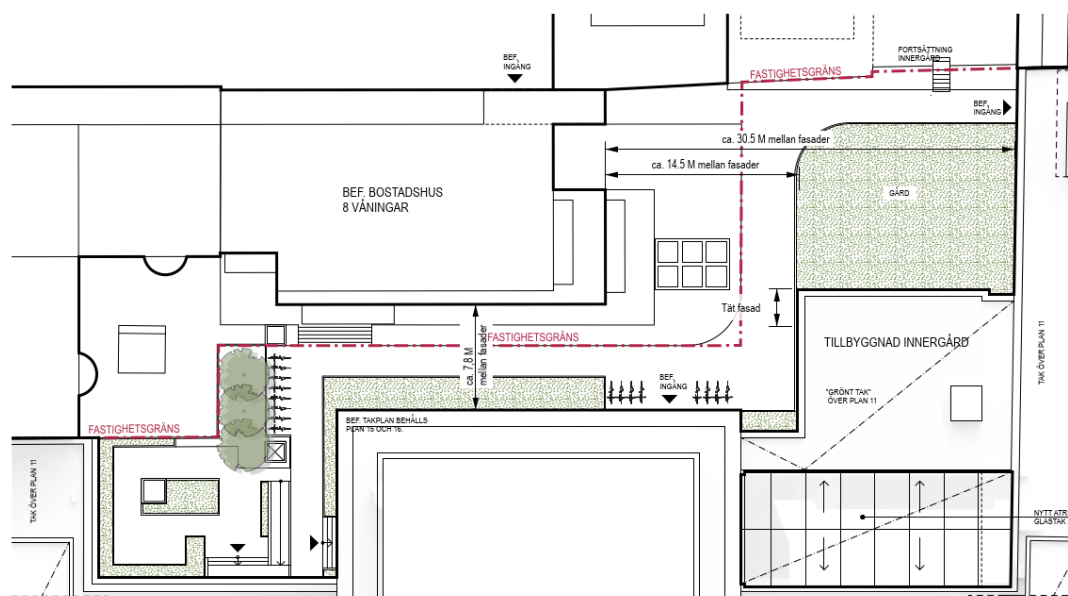 BEF.
INGÅNG
FORTSÄTTNING
INNERGÅRD
FASTIGHETSGRÄNS
BEF.
INGÅNG
ca. 30.5 M mellan fasader
ca. 14.5 M mellan fasader
BEF. BOSTADSHUS
8 VÅNINGAR
GÅRD
Tät fasad
FASTIGHETSGRÄNS
ca. 7,8 M
mellan fasader
TILLBYGGNAD INNERGÅRD
TAK ÖVER PLAN 11
BEF.
INGÅNG
"GRÖNT TAK"
ÖVER PLAN 11
FASTIGHETSGRÄNS
BEF. TAKPLAN BEHÅLLS
PLAN 15 OCH 16.
TAK ÖVER PLAN 11
NYTT ATR
GLASTAK